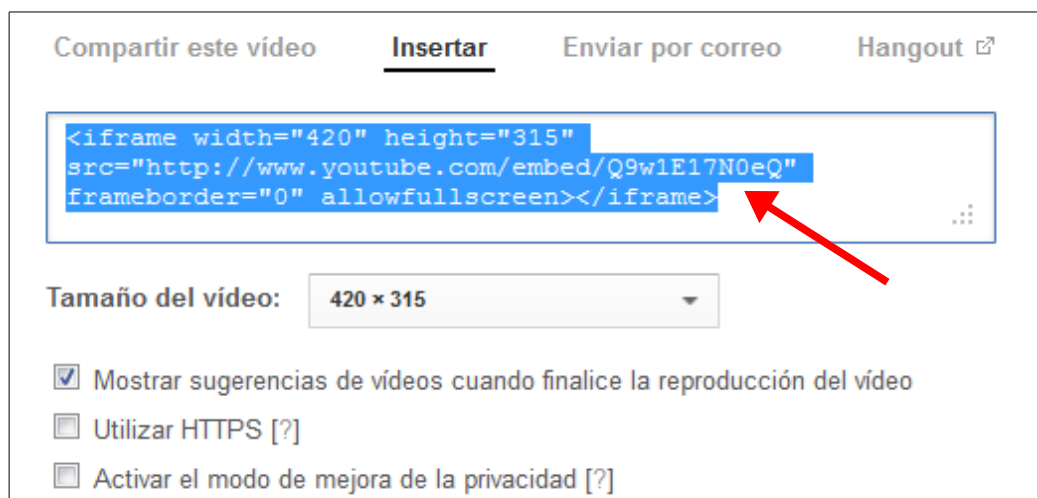 Compartir este vídeo Insertar Enviar por correo Hangout
<iframe width="420" height="315"
src="http://www.youtube.com/embed/Q9w1E17N0eQ"
frameborder="0" allowfullscreen></iframe>
Tamaño del vídeo: 420 × 315
Mostrar sugerencias de vídeos cuando finalice la reproducción del vídeo
Utilizar HTTPS [?]
Activar el modo de mejora de la privacidad [?]